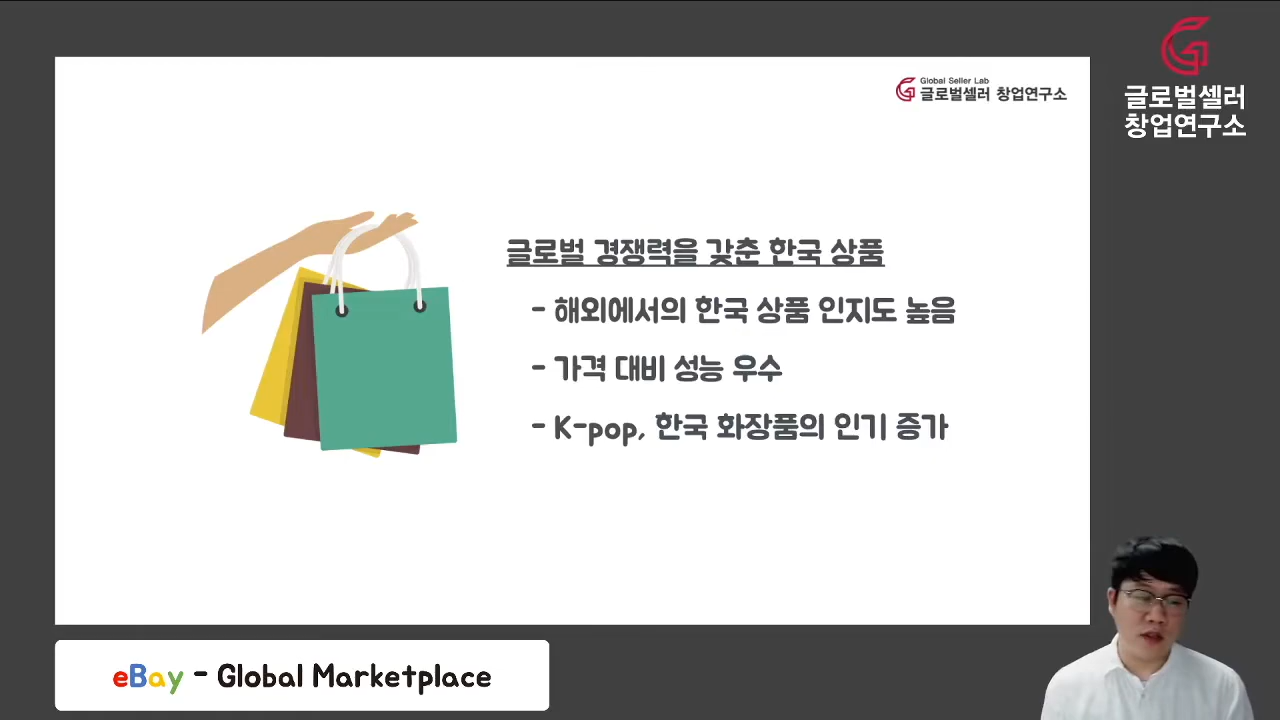 Global Seller Lab
글로벌셀러 창업연구소
글로벌셀러
창업연구소
글로벌 경쟁력을 갖춘 한국 상품
- 해외에서의 한국 상품 인지도 높음
- 가격 대비 성능 우수
- K-pop, 한국 화장품의 인기 증가
eBay - Global Marketplace